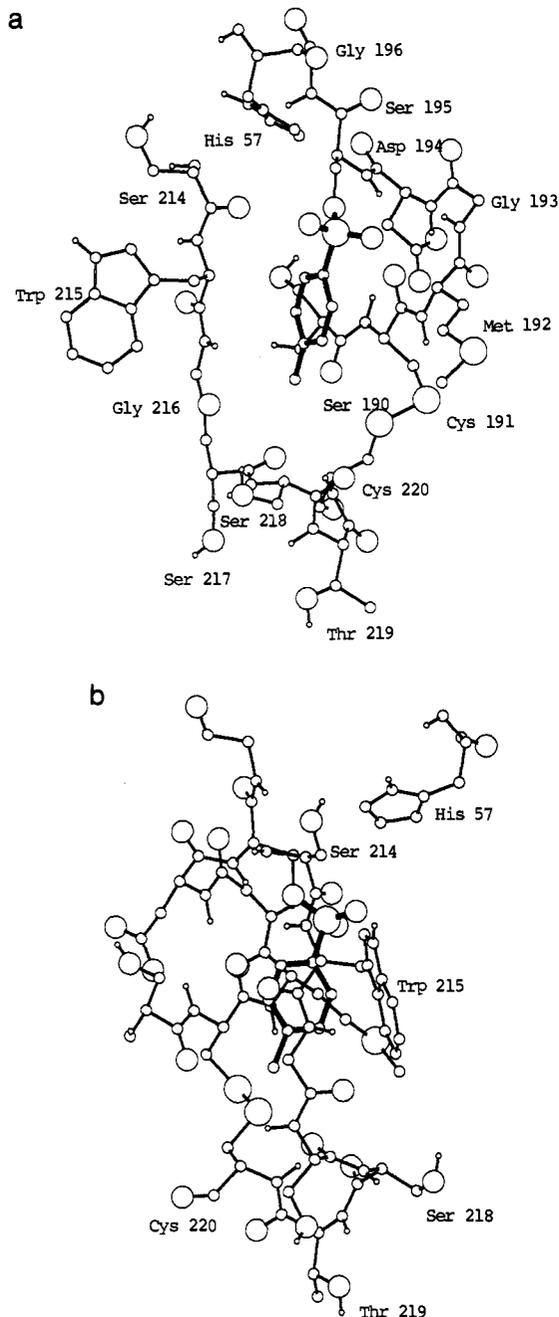 a
Gly 196
Ser 195
His 57
Asp 194
Ser 214
Gly 193
Trp 215
Met 192
Gly 216
Ser 190
Cys 191
Cys 220
Ser 218
Ser 217
Thr 219
b
His 57
Ser 214
Trp 215
Ser 218
Cys 220
Thr 219